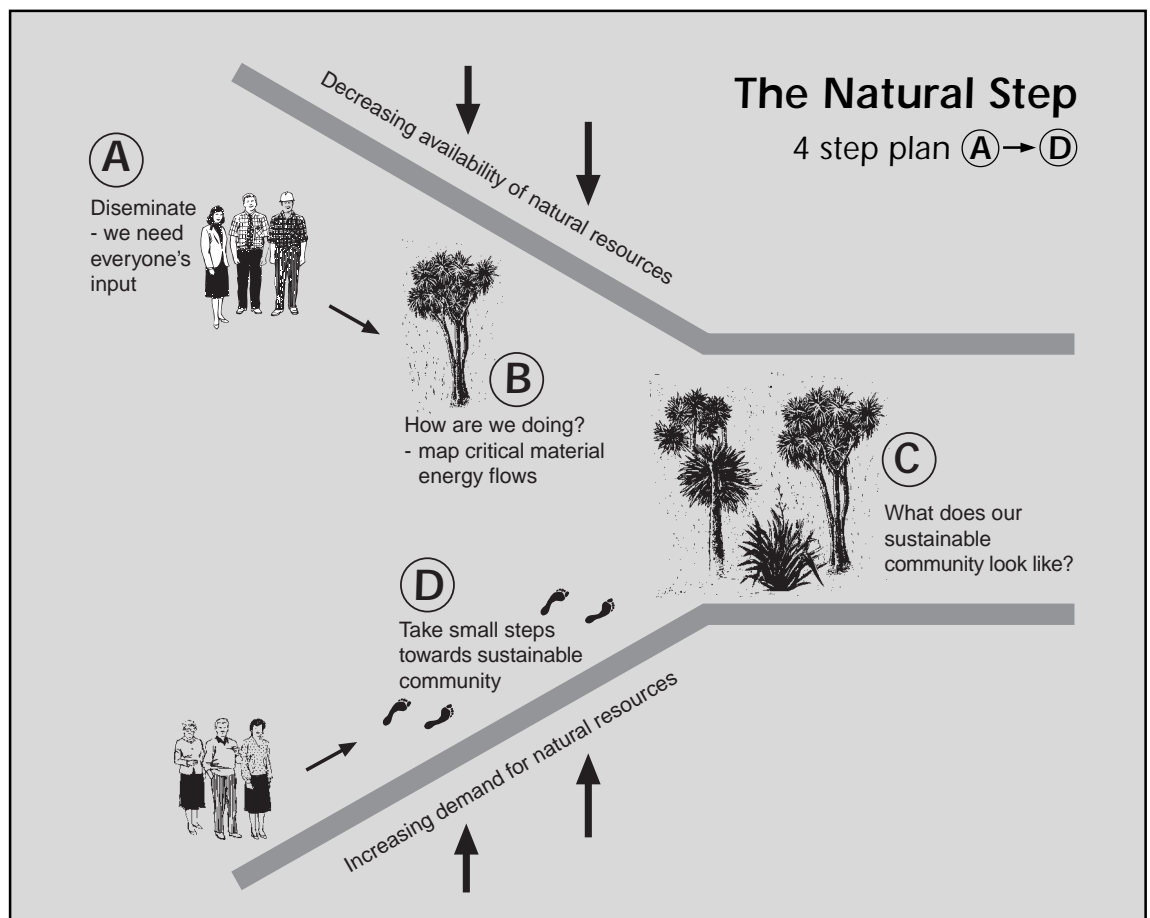 The Natural Step
4 step plan A → D
Decreasing availability of natural resources
A
Diseminate
- we need
everyone's
input
B
How are we doing?
- map critical material
energy flows
C
What does our
sustainable
community look like?
D
Take small steps
towards sustainable
community
Increasing demand for natural resources